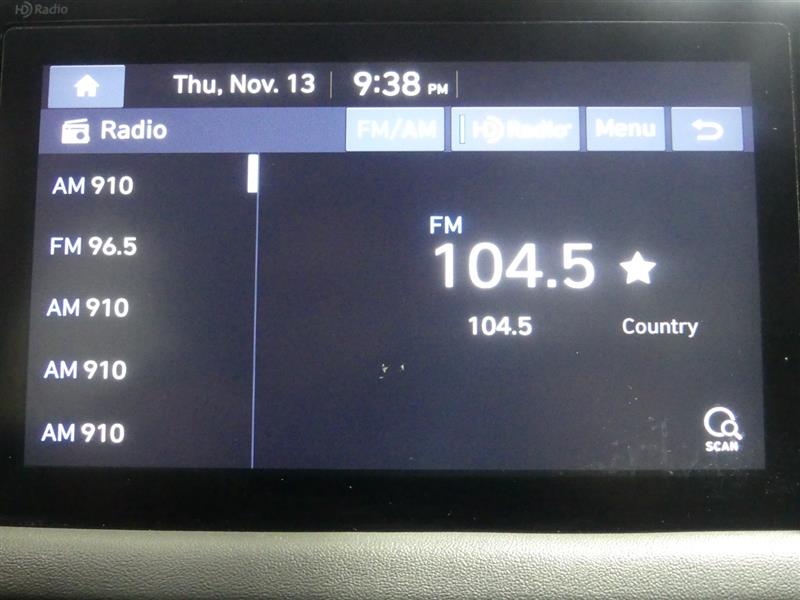 HD Radio
Thu, Nov. 13 9:38 PM
Radio FM/AM HD Radio Menu
AM 910
FM 96.5
AM 910
AM 910
AM 910
FM
104.5
104.5 Country
SCAN